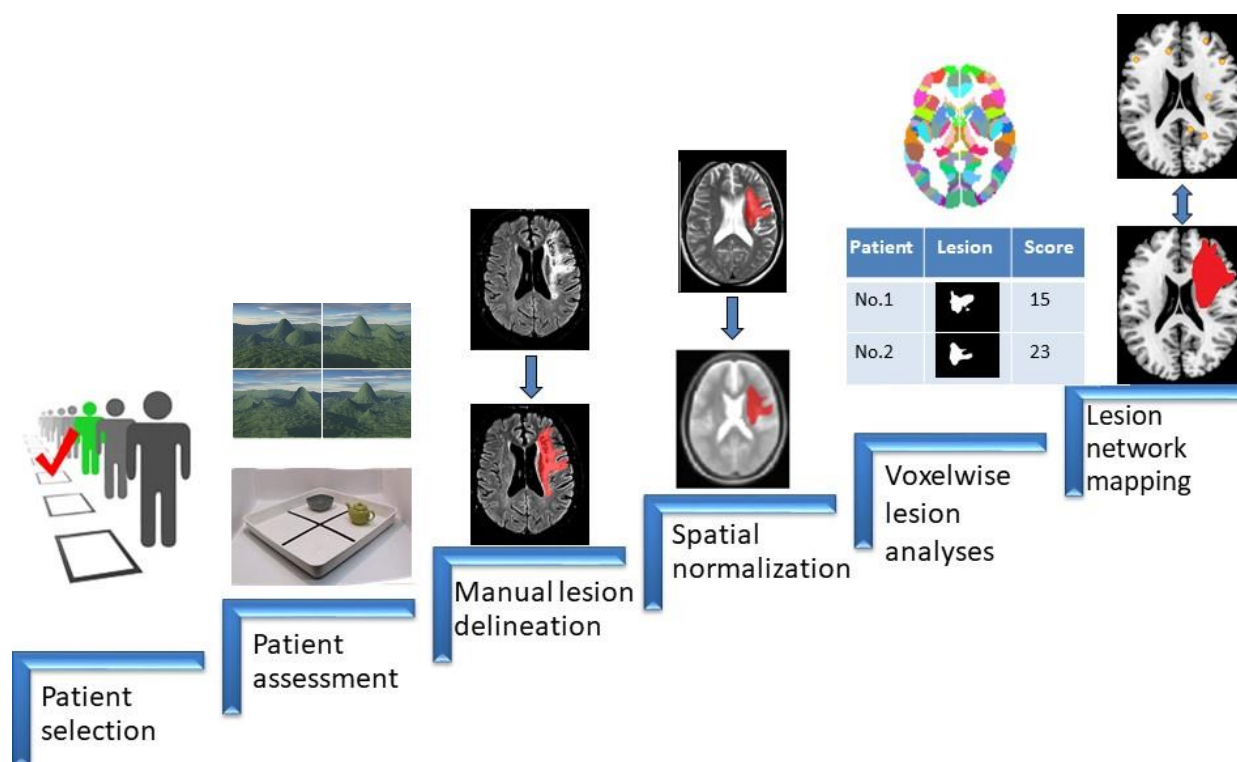 Patient selection
Patient assessment
Manual lesion delineation
Spatial normalization
Patient Lesion Score
No.1 15
No.2 23
Voxelwise lesion analyses
Lesion network mapping